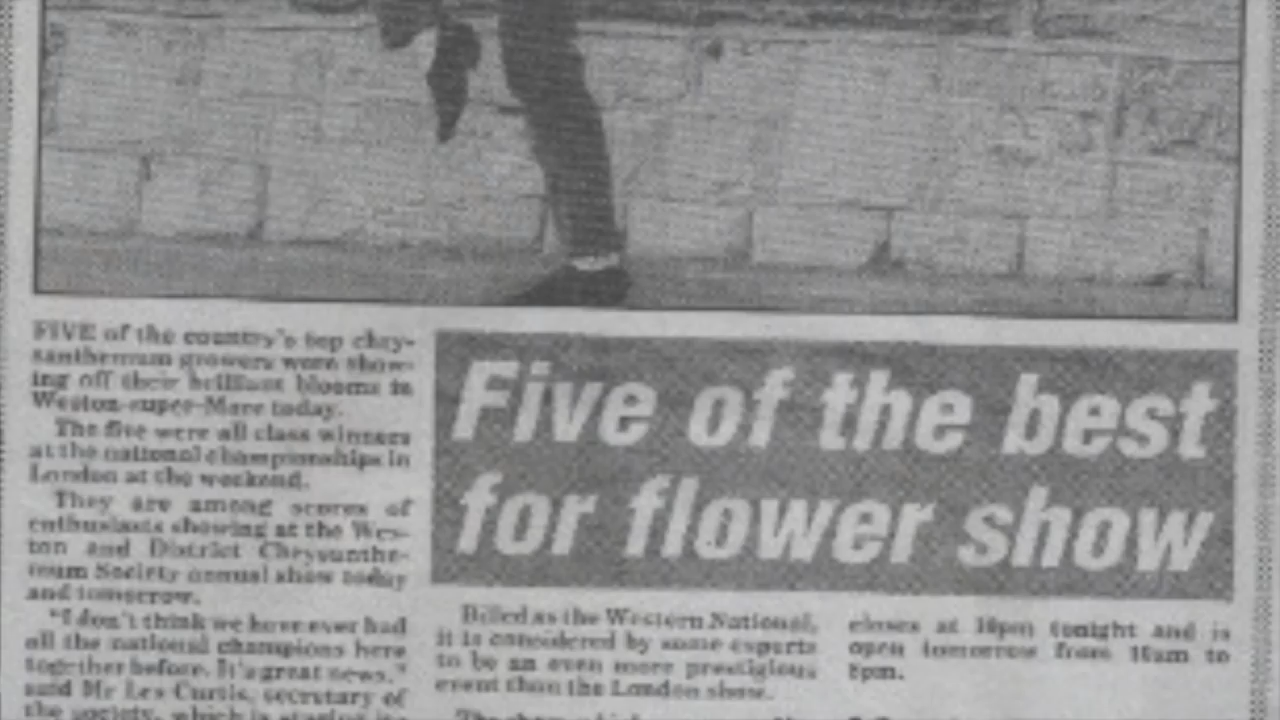 FIVE of the country's top chry-
santhemum growers were show-
ing off their brilliant blooms in
Weston-super-Mare today.
The five were all class winners
at the national championships in
London at the weekend.
They are among scores of
enthusiasts showing at the Wes-
ton and District Chrysanthe-
mum Society annual show today
and tomorrow.
"I don't think we have ever had
all the national champions here
together before. It's great news,"
said Mr Les Curtis, secretary of
the society, which is staging its
Five of the best
for flower show
Billed as the Western National,
it is considered by some experts
to be an even more prestigious
event than the London show.
closes at 10pm tonight and is
open tomorrow from 10am to